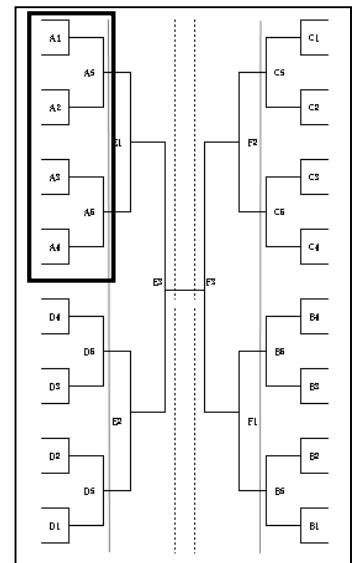 A1 C1
A5 C5
A2 C2
E1 F2
A3 C3
A6 C6
A4 C4
E3 F3
D4 B4
D6 B6
D3 B3
E2 F1
D2 B2
D5 B5
D1 B1